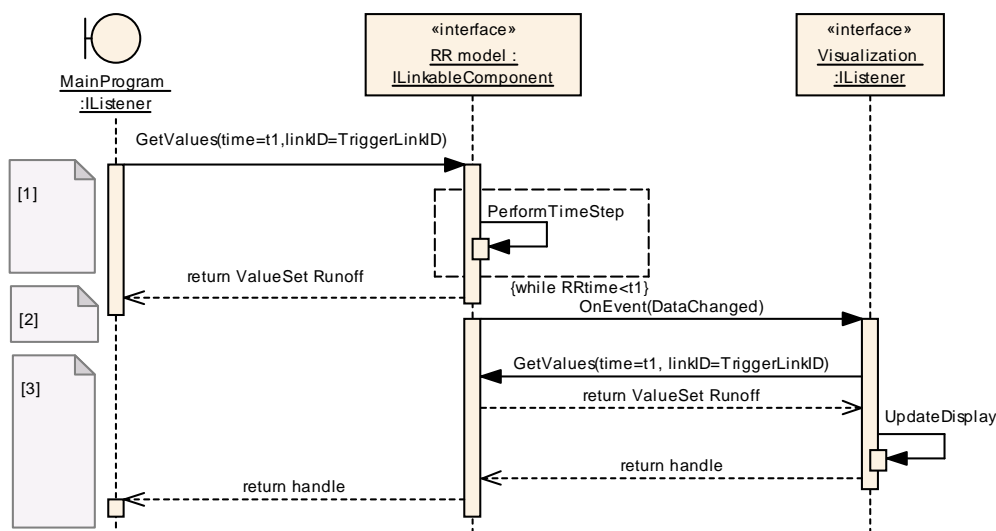 «interface»
RR model :
ILinkableComponent
«interface»
Visualization
:IListener
MainProgram
:IListener
GetValues(time=t1,linkID=TriggerLinkID)
[1]
PerformTimeStep
return ValueSet Runoff
{while RRtime<t1}
[2]
OnEvent(DataChanged)
[3]
GetValues(time=t1, linkID=TriggerLinkID)
return ValueSet Runoff
UpdateDisplay
return handle
return handle